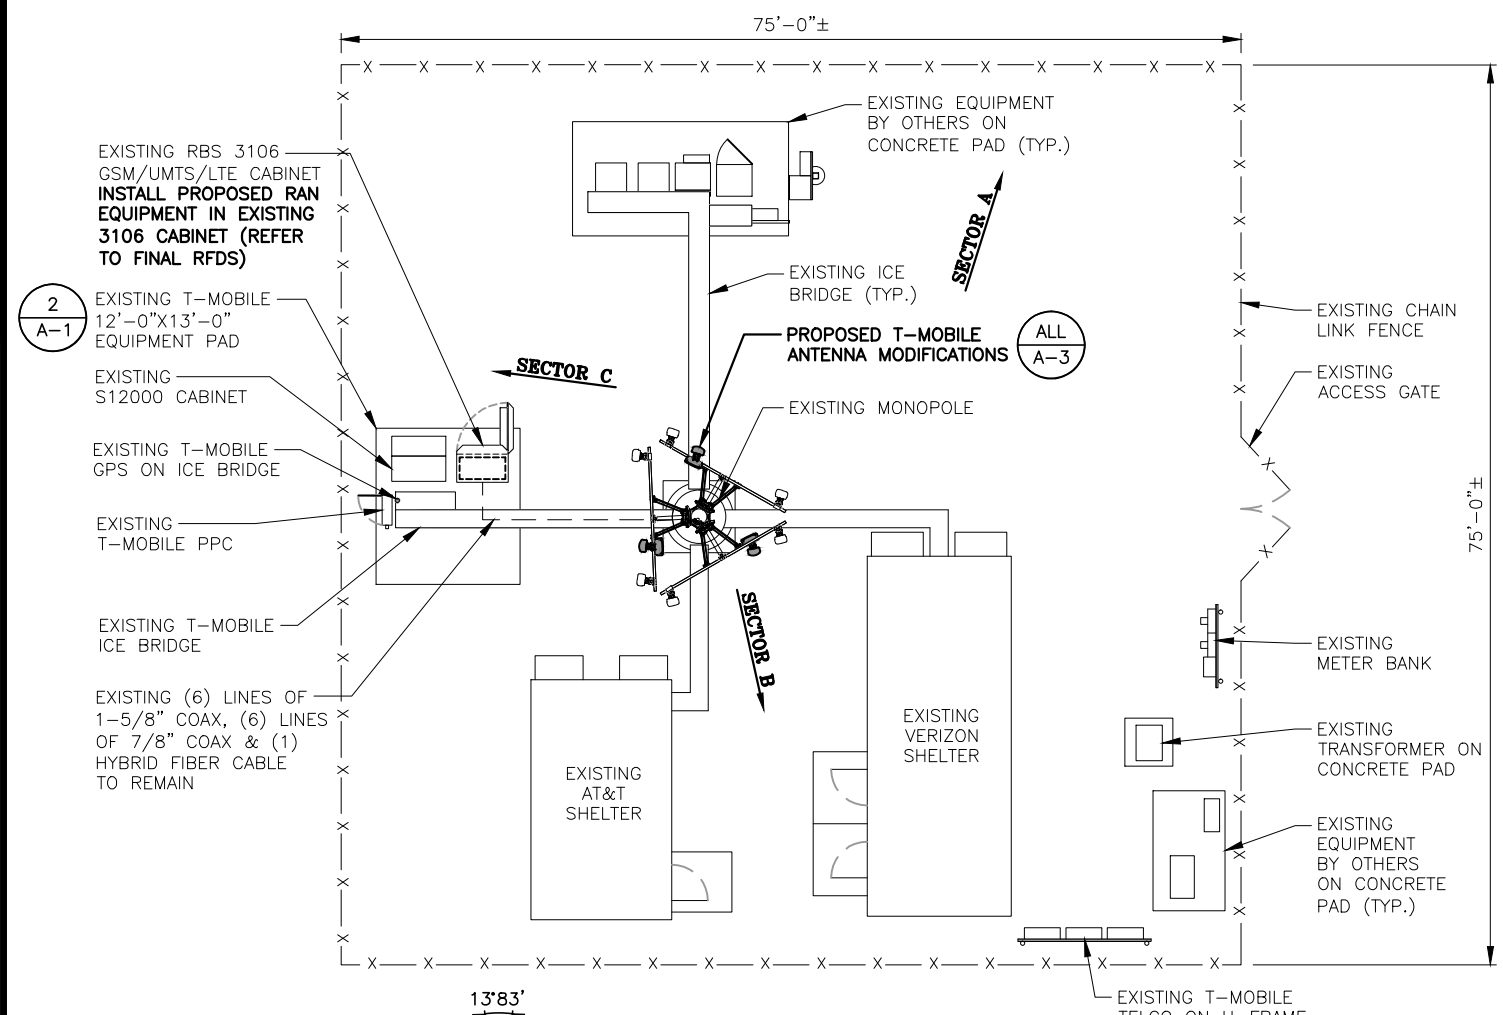 75'-0"±
EXISTING EQUIPMENT
BY OTHERS ON
CONCRETE PAD (TYP.)
EXISTING RBS 3106
GSM/UMTS/LTE CABINET
INSTALL PROPOSED RAN
EQUIPMENT IN EXISTING
3106 CABINET (REFER
TO FINAL RFDS)
SECTOR A
EXISTING ICE
BRIDGE (TYP.)
2
A-1
EXISTING T-MOBILE
12'-0"X13'-0"
EQUIPMENT PAD
PROPOSED T-MOBILE
ANTENNA MODIFICATIONS
ALL
A-3
EXISTING CHAIN
LINK FENCE
SECTOR C
EXISTING
S12000 CABINET
EXISTING
ACCESS GATE
EXISTING MONOPOLE
EXISTING T-MOBILE
GPS ON ICE BRIDGE
EXISTING
T-MOBILE PPC
75'-0"±
EXISTING T-MOBILE
ICE BRIDGE
SECTOR B
EXISTING
METER BANK
EXISTING (6) LINES OF
1-5/8" COAX, (6) LINES
OF 7/8" COAX & (1)
HYBRID FIBER CABLE
TO REMAIN
EXISTING
VERIZON
SHELTER
EXISTING
TRANSFORMER ON
CONCRETE PAD
EXISTING
AT&T
SHELTER
EXISTING
EQUIPMENT
BY OTHERS
ON CONCRETE
PAD (TYP.)
13°83'
EXISTING T-MOBILE
TELCO ON H-FRAME